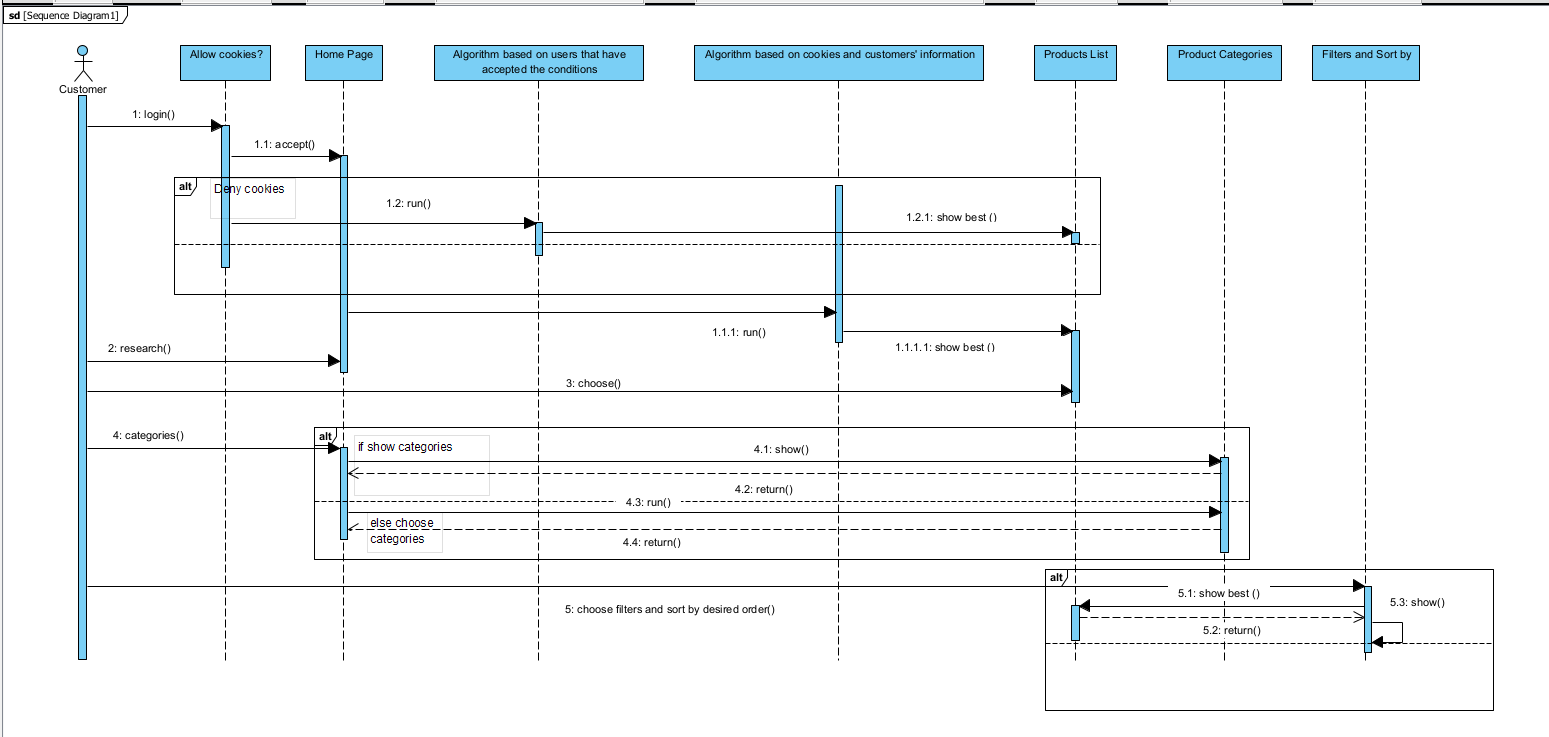 sd [Sequence Diagram1]
Allow cookies?
Home Page
Algorithm based on users that have
accepted the conditions
Algorithm based on cookies and customers' information
Products List
Product Categories
Filters and Sort by
Customer
1: login()
1.1: accept()
alt
Deny cookies
1.2: run()
1.2.1: show best ()
1.1.1: run()
1.1.1.1: show best ()
2: research()
3: choose()
4: categories()
alt
if show categories
4.1: show()
4.2: return()
4.3: run()
else choose
categories
4.4: return()
alt
5.1: show best ()
5.3: show()
5: choose filters and sort by desired order()
5.2: return()